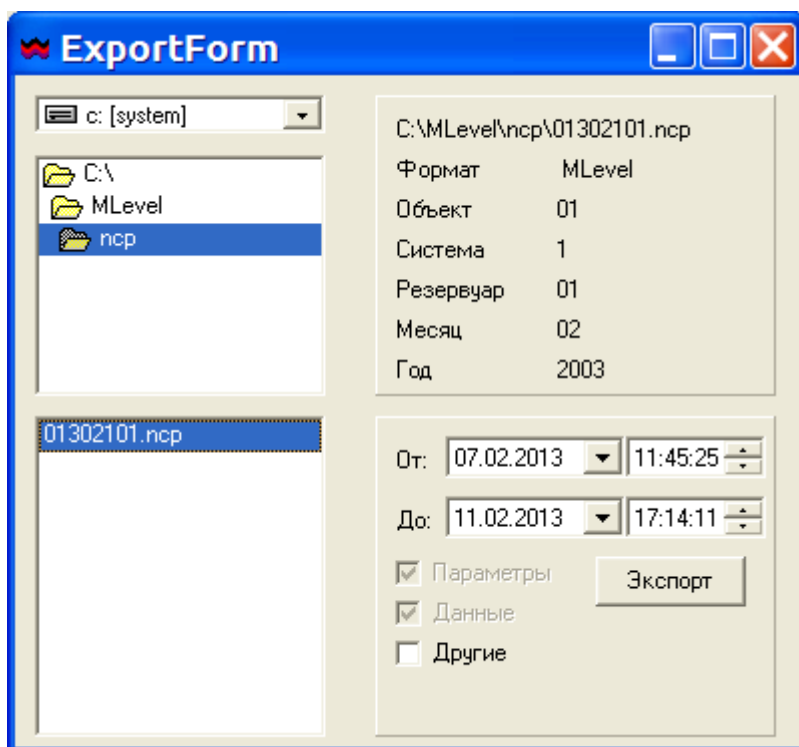 ExportForm
c: [system]
C:\
MLevel
ncp
01302101.ncp
C:\MLevel\ncp\01302101.ncp
Формат MLevel
Объект 01
Система 1
Резервуар 01
Месяц 02
Год 2003
От: 07.02.2013 11:45:25
До: 11.02.2013 17:14:11
Параметры
Данные
Другие
Экспорт